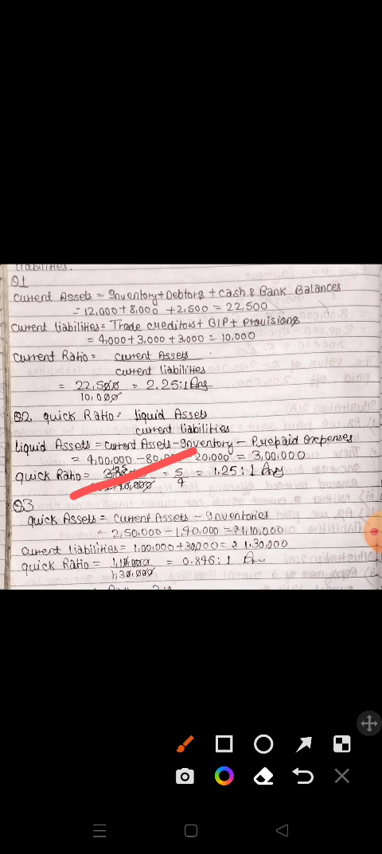 liabilities.
Q1
Current Assets = Inventory + Debtors + Cash & Bank Balances
= 12,000 + 8,000 + 2,500 = 22,500
Current liabilities = Trade creditors + BIP + Provisions
= 4,000 + 3,000 + 3,000 = 10,000
Current Ratio = Current Assets
Current liabilities
= 22,500 = 2.25:1 Ans
10,000
Q2. quick Ratio = liquid Assets
current liabilities
liquid Assets = current Assets - Inventory - Prepaid expenses
= 4,00,000 - 80,000 - 20,000 = 3,00,000
quick Ratio = = 5 = 1.25:1 Ans
4
Q3
quick Assets = Current Assets - Inventories
= 2,50,000 - 1,40,000 = ₹1,10,000
Current liabilities = 1,00,000 + 30,000 = ₹ 1,30,000
quick Ratio = 1,10,000 = 0.846:1
1,30,000